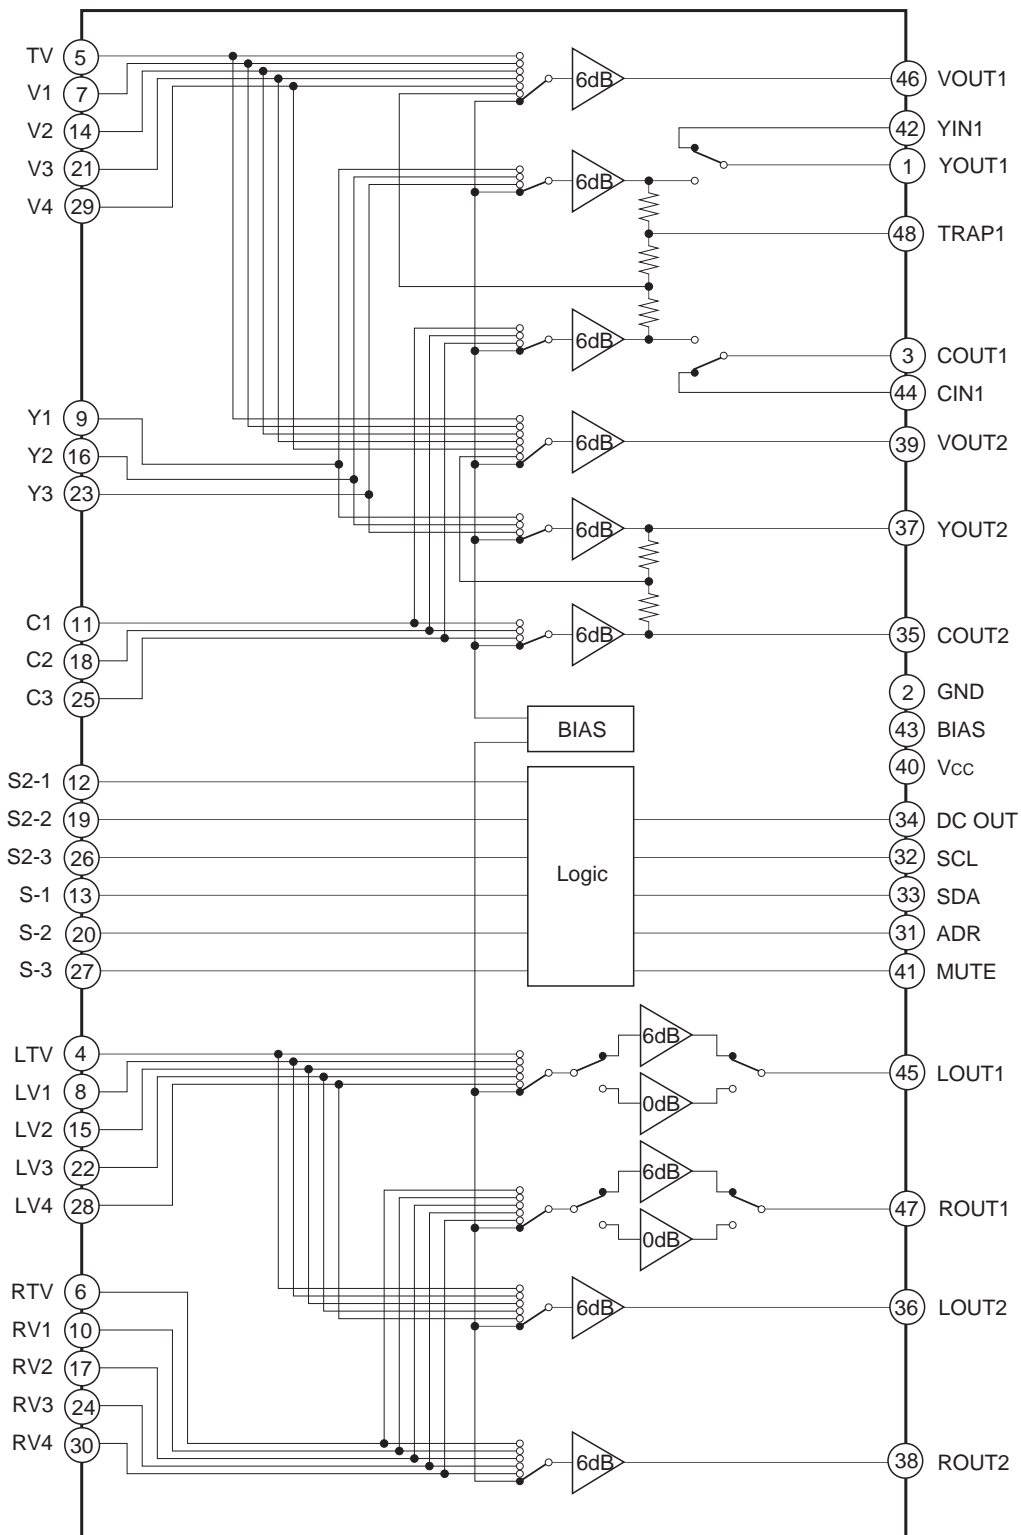 TV 5
V1 7
V2 14
V3 21
V4 29
6dB
46 VOUT1
42 YIN1
1 YOUT1
6dB
48 TRAP1
6dB
3 COUT1
44 CIN1
Y1 9
Y2 16
Y3 23
6dB
39 VOUT2
6dB
37 YOUT2
C1 11
C2 18
C3 25
6dB
35 COUT2
2 GND
43 BIAS
40 VCC
BIAS
S2-1 12
S2-2 19
S2-3 26
S-1 13
S-2 20
S-3 27
Logic
34 DC OUT
32 SCL
33 SDA
31 ADR
41 MUTE
LTV 4
LV1 8
LV2 15
LV3 22
LV4 28
6dB
0dB
45 LOUT1
6dB
0dB
47 ROUT1
RTV 6
RV1 10
RV2 17
RV3 24
RV4 30
6dB
36 LOUT2
6dB
38 ROUT2